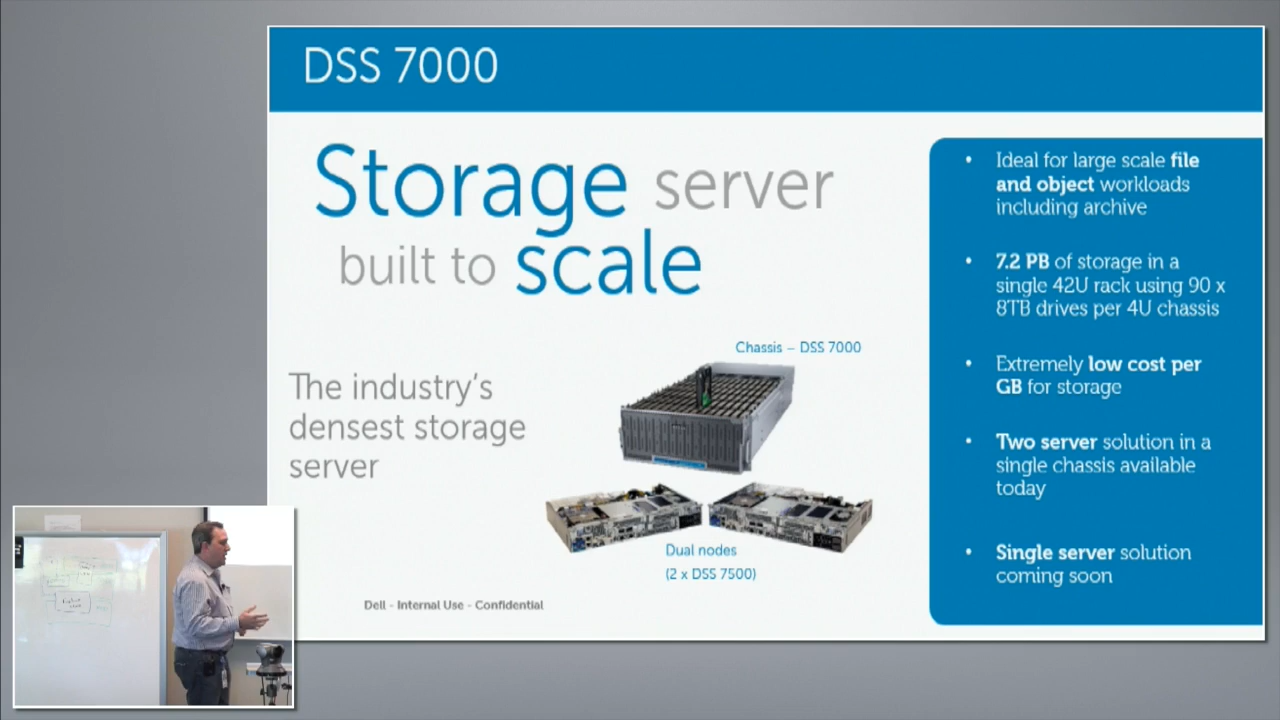 DSS 7000
Storage server
built to scale
The industry's
densest storage
server
Chassis – DSS 7000
Dual nodes
(2 x DSS 7500)
Dell - Internal Use - Confidential
• Ideal for large scale file
and object workloads
including archive
• 7.2 PB of storage in a
single 42U rack using 90 x
8TB drives per 4U chassis
• Extremely low cost per
GB for storage
• Two server solution in a
single chassis available
today
• Single server solution
coming soon